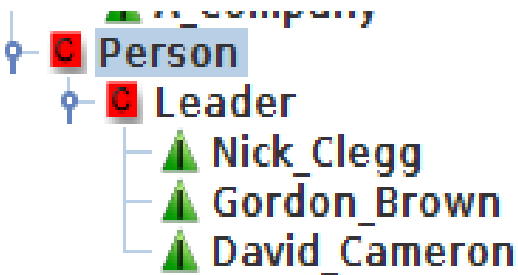 C Person
C Leader
Nick_Clegg
Gordon_Brown
David_Cameron